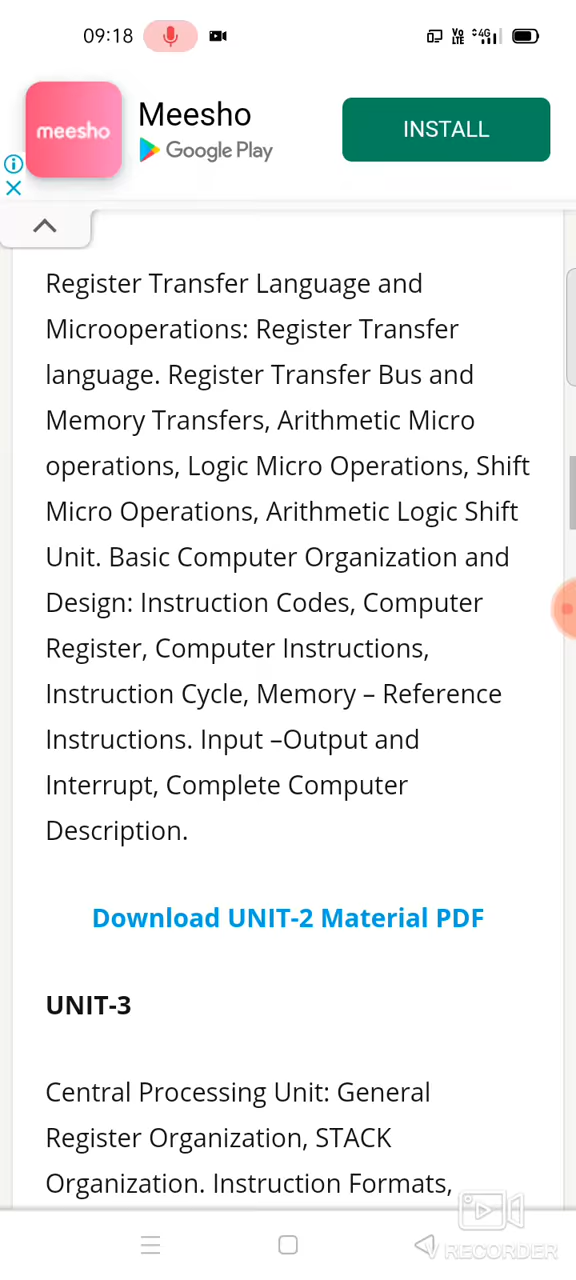 09:18
Vo LTE 4G
meesho
Meesho
Google Play
INSTALL
Register Transfer Language and
Microoperations: Register Transfer
language. Register Transfer Bus and
Memory Transfers, Arithmetic Micro
operations, Logic Micro Operations, Shift
Micro Operations, Arithmetic Logic Shift
Unit. Basic Computer Organization and
Design: Instruction Codes, Computer
Register, Computer Instructions,
Instruction Cycle, Memory – Reference
Instructions. Input –Output and
Interrupt, Complete Computer
Description.
Download UNIT-2 Material PDF
UNIT-3
Central Processing Unit: General
Register Organization, STACK
Organization. Instruction Formats,
V RECORDER